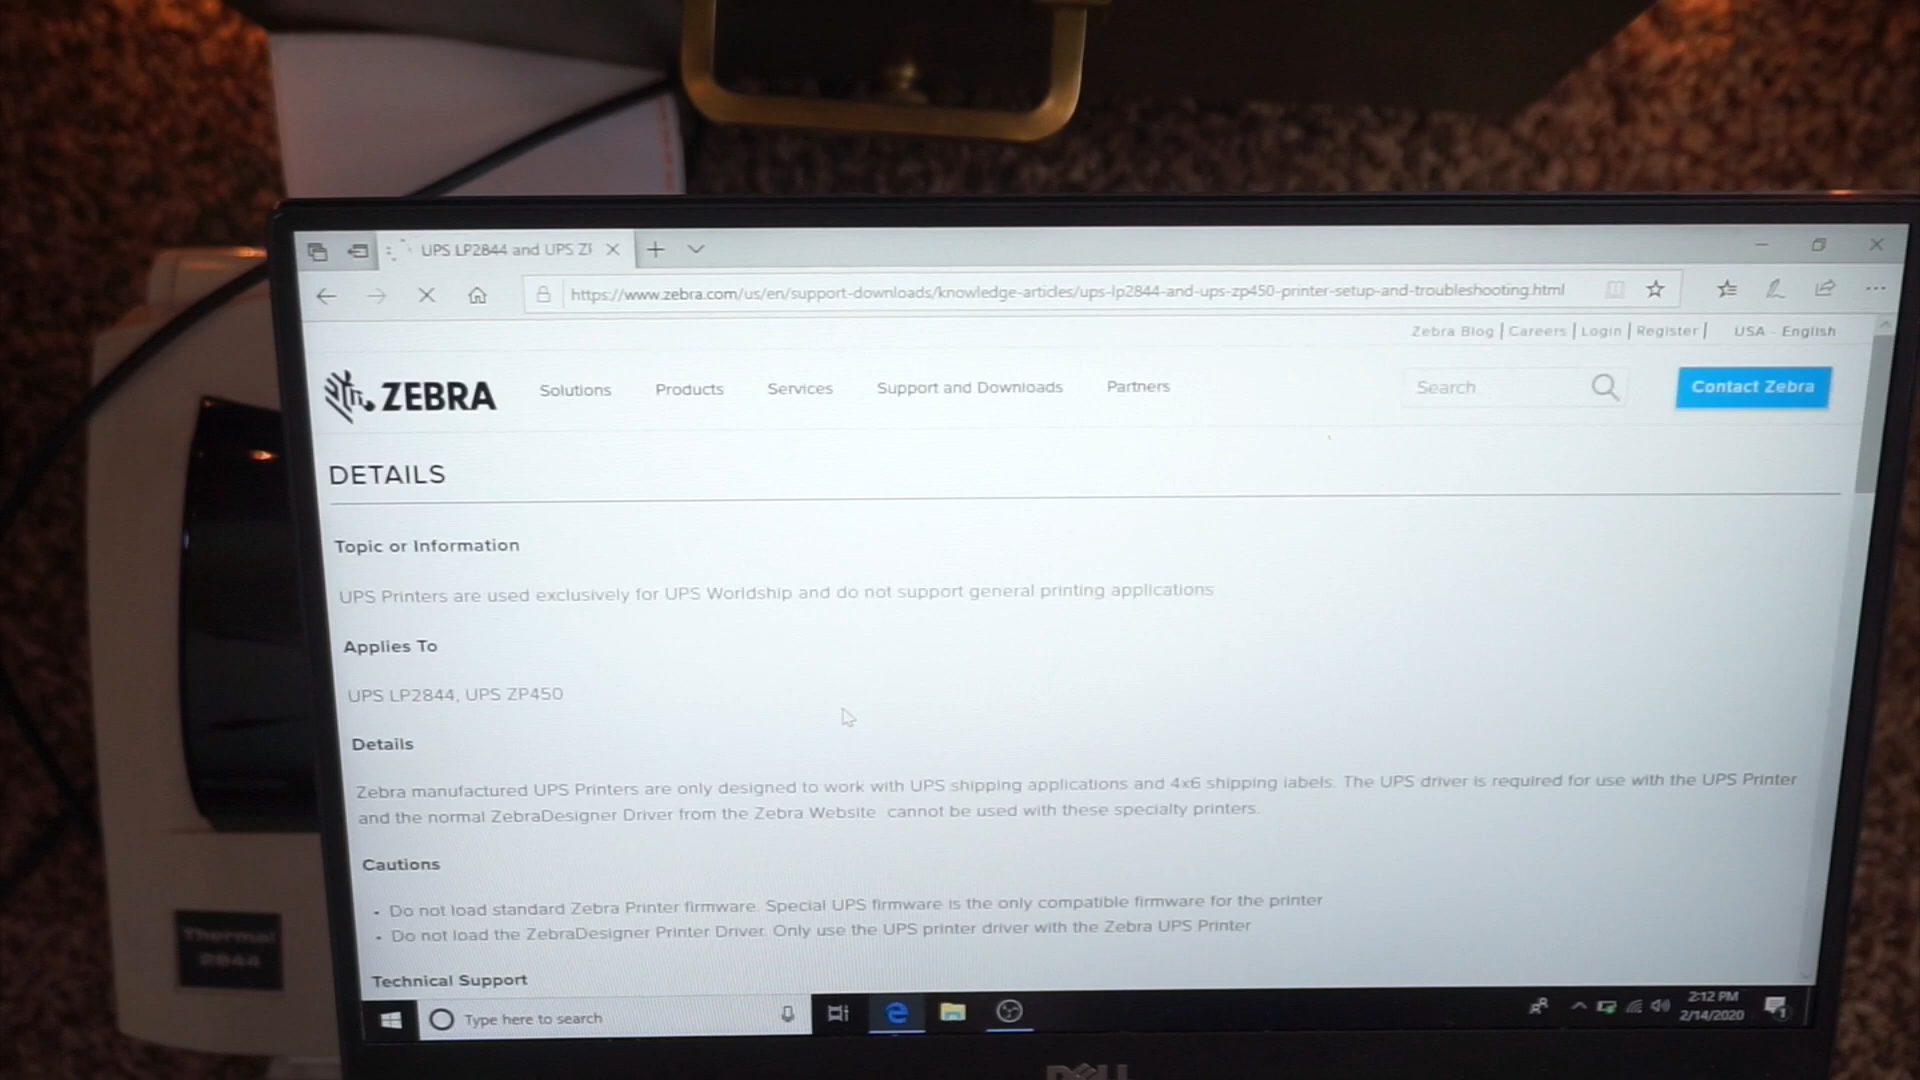 UPS LP2844 and UPS ZI
https://www.zebra.com/us/en/support-downloads/knowledge-articles/ups-lp2844-and-ups-zp450-printer-setup-and-troubleshooting.html
Zebra Blog | Careers | Login | Register | USA - English
ZEBRA Solutions Products Services Support and Downloads Partners Search Contact Zebra
DETAILS
Topic or Information
UPS Printers are used exclusively for UPS Worldship and do not support general printing applications
Applies To
UPS LP2844, UPS ZP450
Details
Zebra manufactured UPS Printers are only designed to work with UPS shipping applications and 4x6 shipping labels. The UPS driver is required for use with the UPS Printer
and the normal ZebraDesigner Driver from the Zebra Website cannot be used with these specialty printers.
Cautions
• Do not load standard Zebra Printer firmware. Special UPS firmware is the only compatible firmware for the printer
• Do not load the ZebraDesigner Printer Driver. Only use the UPS printer driver with the Zebra UPS Printer
Technical Support
Type here to search
2:12 PM
2/14/2020
1
Thermal
2844
DELL